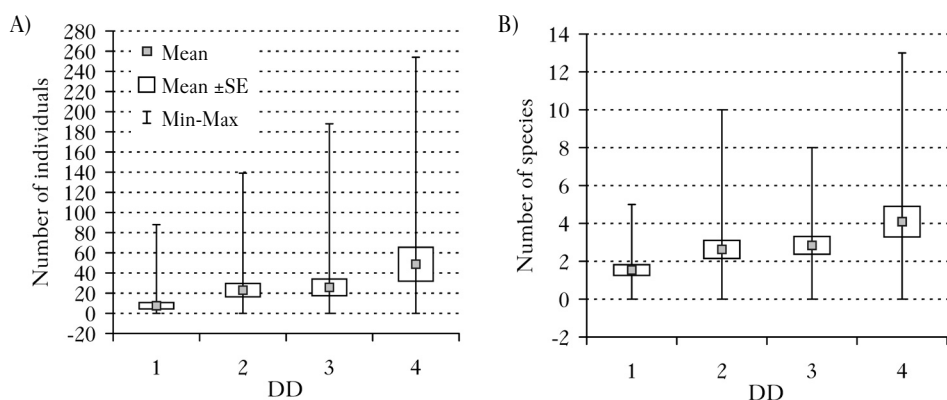 A)
Number of individuals
280
260
240
220
200
180
160
140
120
100
80
60
40
20
0
-20
Mean
Mean ±SE
Min-Max
1 2 3 4
DD
B)
Number of species
14
12
10
8
6
4
2
0
-2
1 2 3 4
DD